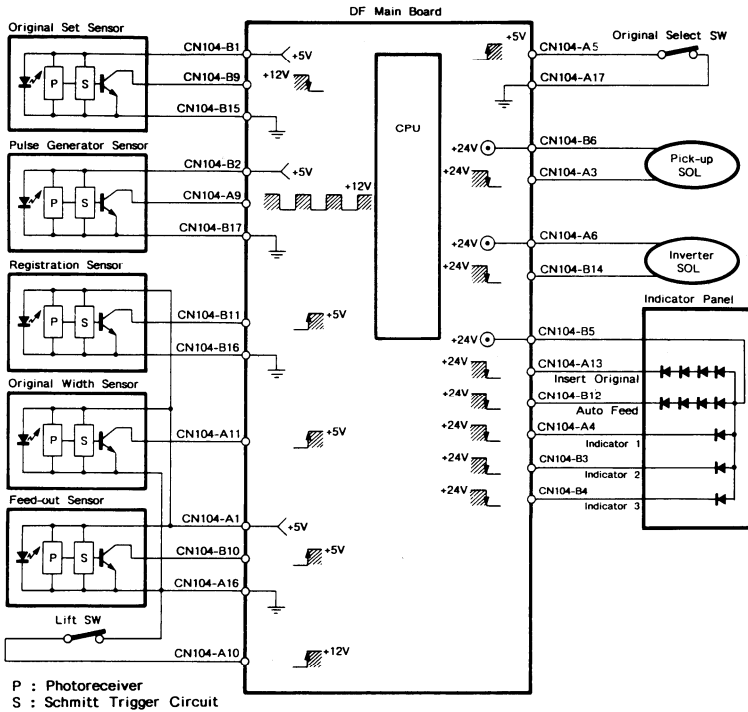 DF Main Board
Original Set Sensor
P
S
CN104-B1
+5V
CN104-B9
+12V
CN104-B15
Pulse Generator Sensor
P
S
CN104-B2
+5V
CN104-A9
+12V
CN104-B17
Registration Sensor
P
S
CN104-B11
+5V
CN104-B16
Original Width Sensor
P
S
CN104-A11
+5V
Feed-out Sensor
P
S
CN104-A1
+5V
CN104-B10
+5V
CN104-A16
Lift SW
CN104-A10
+12V
CPU
+5V
CN104-A5
Original Select SW
CN104-A17
+24V
CN104-B6
+24V
CN104-A3
Pick-up
SOL
+24V
CN104-A6
+24V
CN104-B14
Inverter
SOL
Indicator Panel
+24V
CN104-B5
+24V
CN104-A13
Insert Original
+24V
CN104-B12
Auto Feed
+24V
CN104-A4
Indicator 1
+24V
CN104-B3
Indicator 2
+24V
CN104-B4
Indicator 3
P : Photoreceiver
S : Schmitt Trigger Circuit